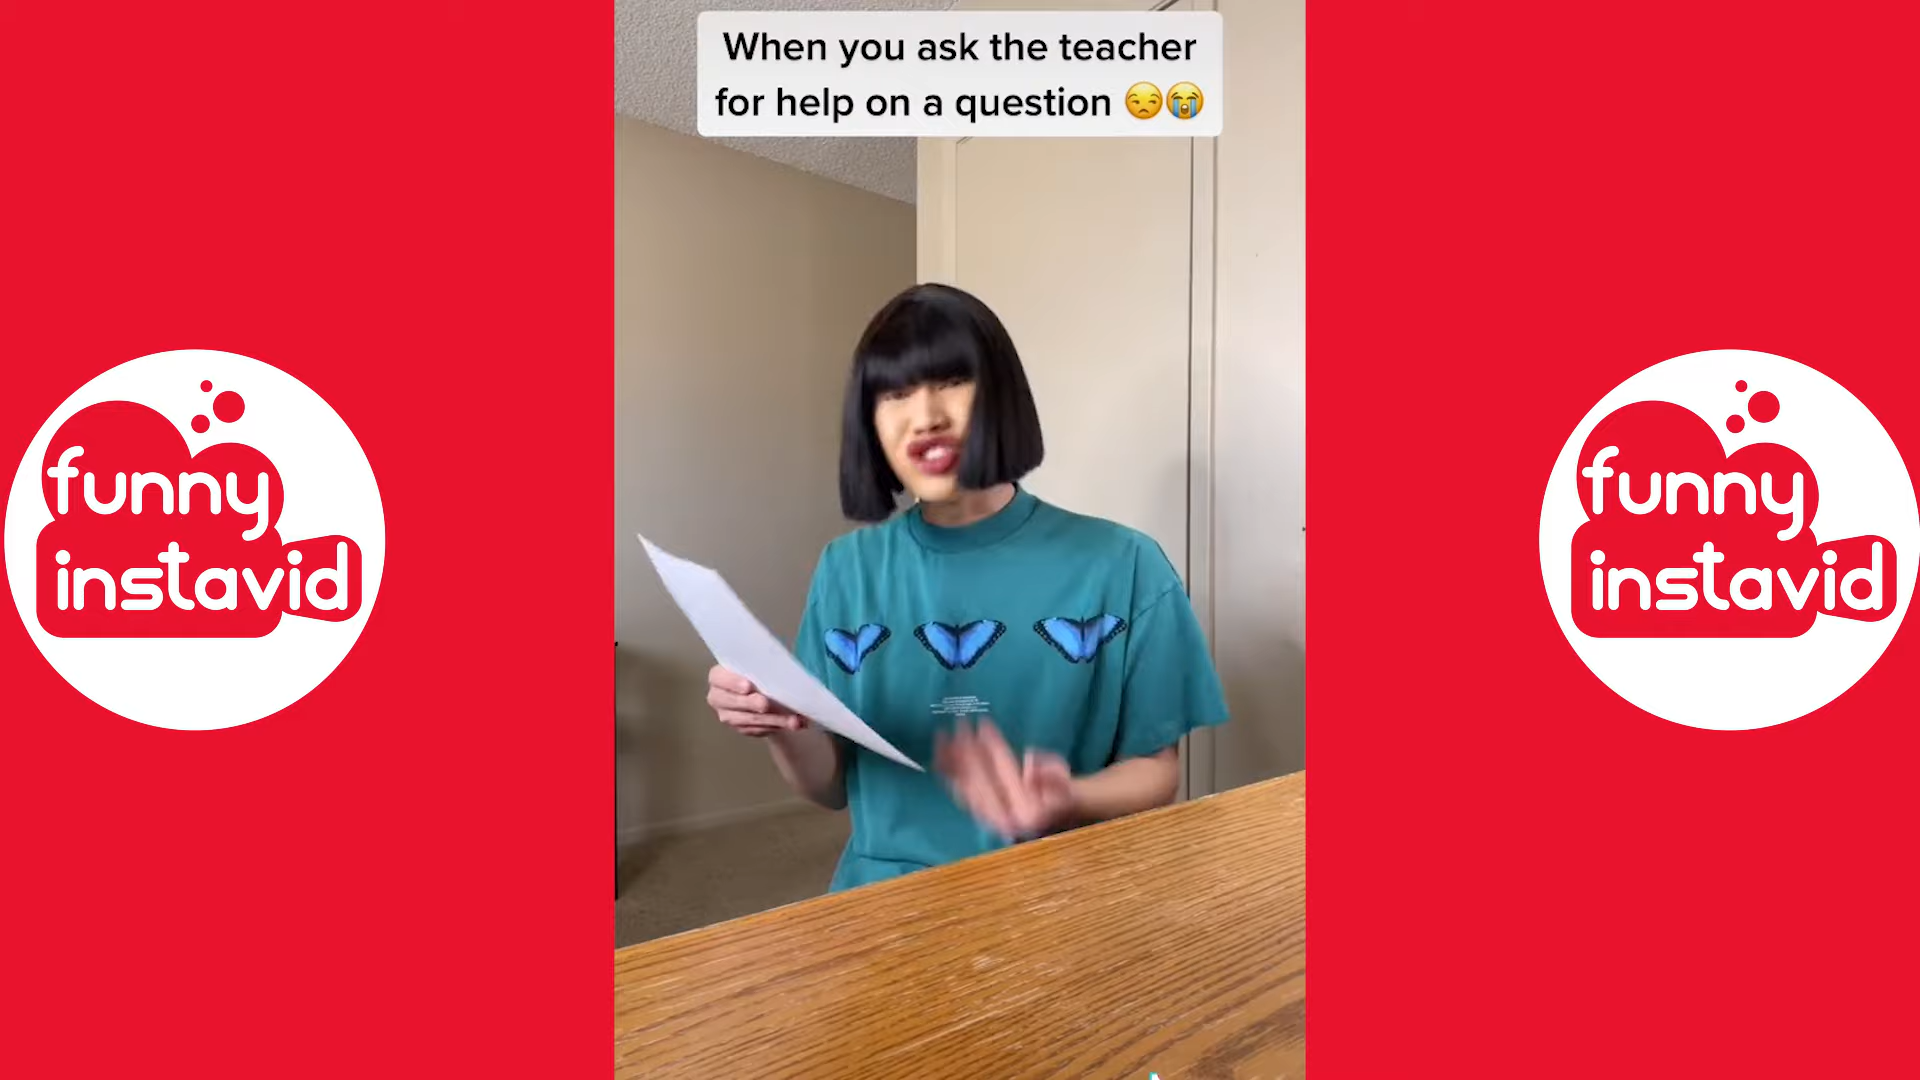 When you ask the teacher
for help on a question 😒😭
funny
instavid
funny
instavid